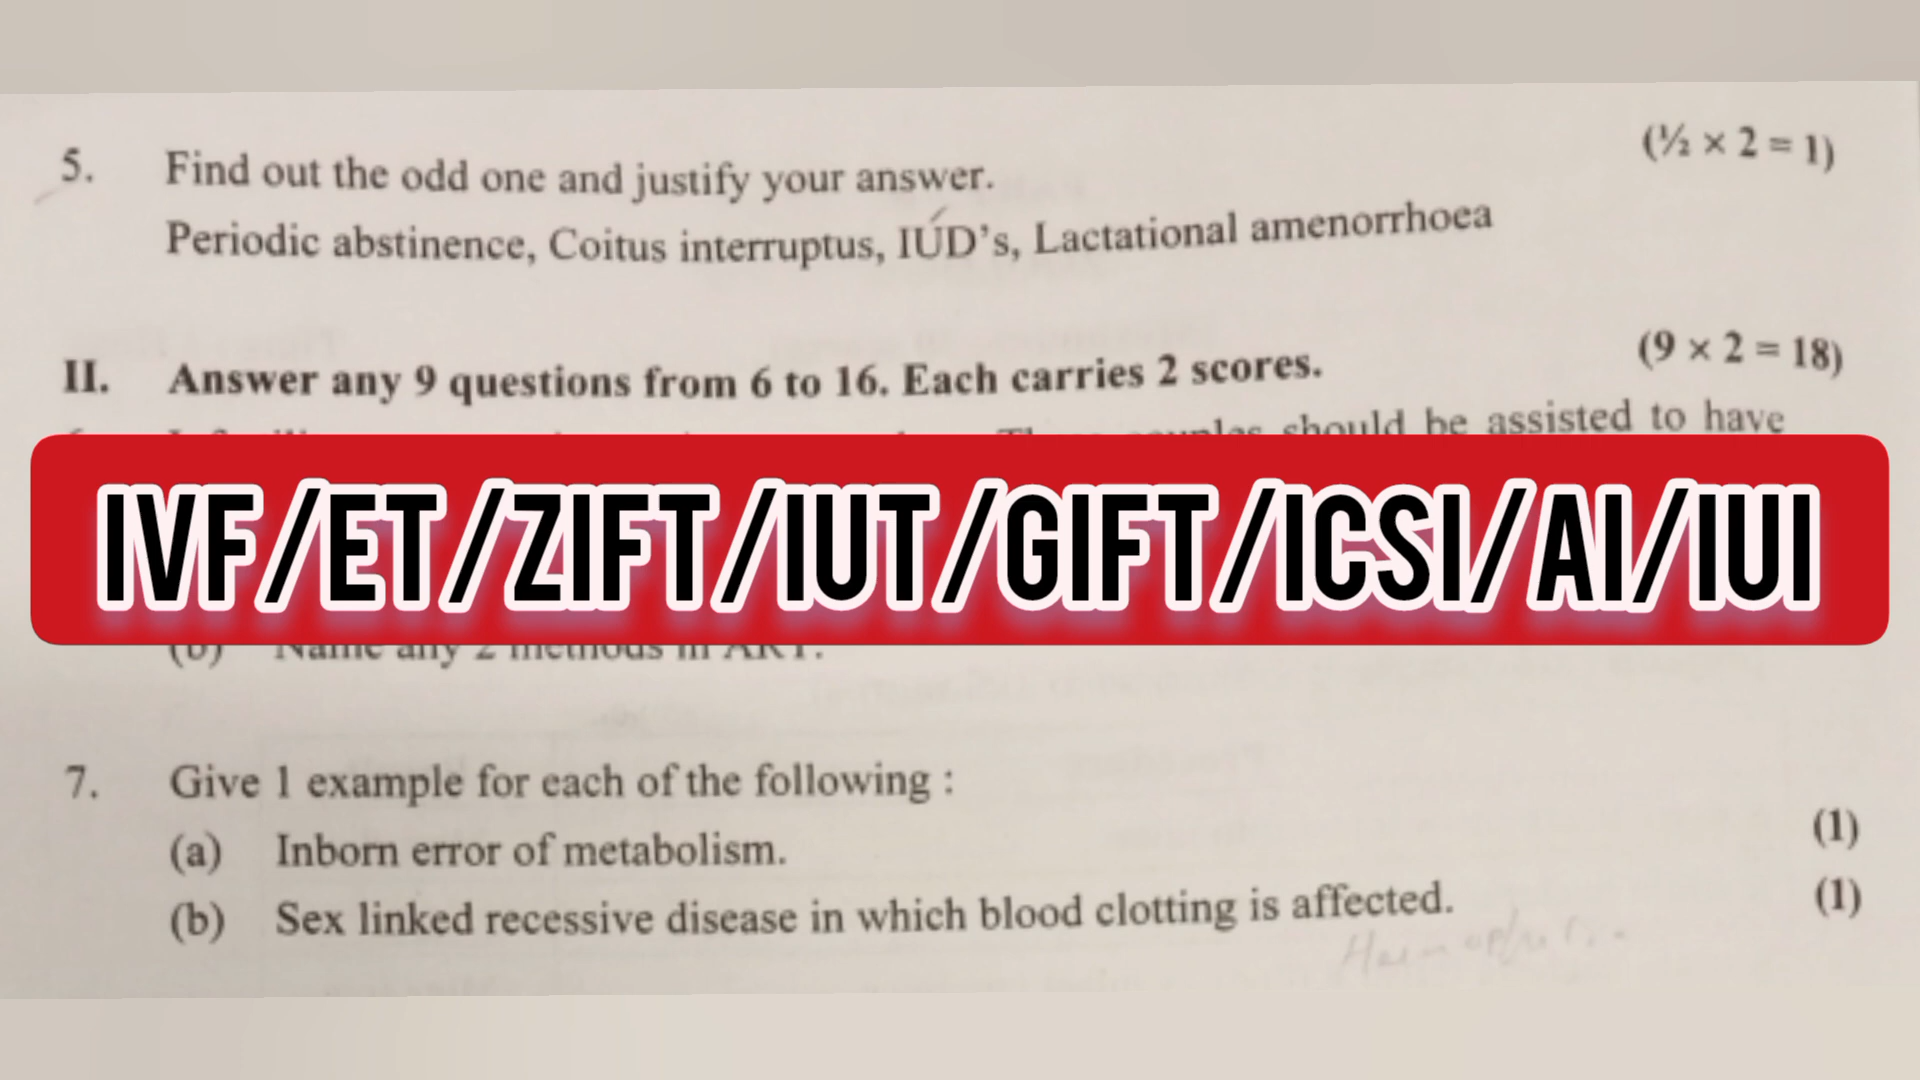 (½ × 2 = 1)
5. Find out the odd one and justify your answer.
Periodic abstinence, Coitus interruptus, IUD's, Lactational amenorrhoea
(9 × 2 = 18)
II. Answer any 9 questions from 6 to 16. Each carries 2 scores.
should be assisted to have
IVF/ET/ZIFT/IUT/GIFT/ICSI/AI/IUI
(b) Name any 2 methods in ART.
7. Give 1 example for each of the following :
(a) Inborn error of metabolism. (1)
(b) Sex linked recessive disease in which blood clotting is affected. (1)